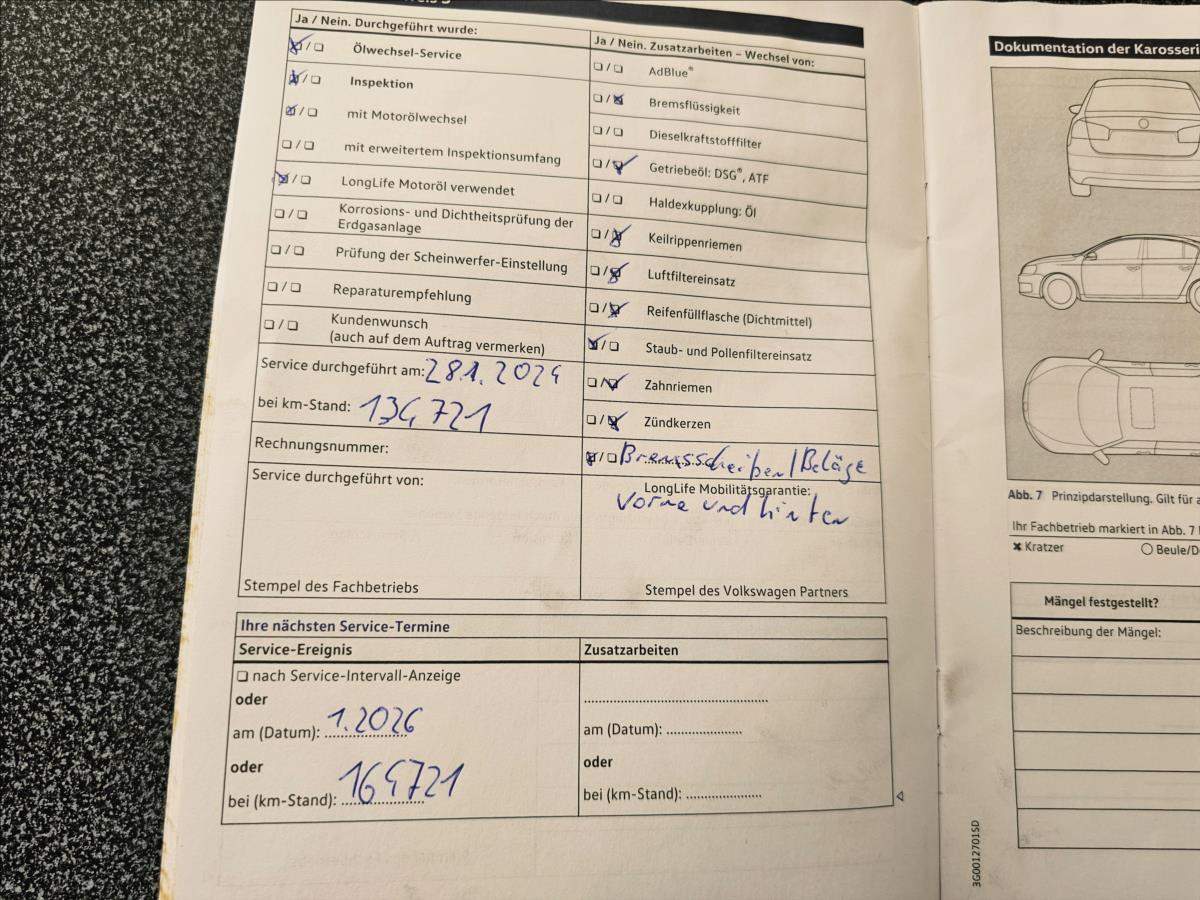 Ja / Nein. Durchgeführt wurde:
☒ / ☐ Ölwechsel-Service
☒ / ☐ Inspektion
☒ / ☐ mit Motorölwechsel
☐ / ☐ mit erweitertem Inspektionsumfang
☒ / ☐ LongLife Motoröl verwendet
☐ / ☐ Korrosions- und Dichtheitsprüfung der
Erdgasanlage
☐ / ☐ Prüfung der Scheinwerfer-Einstellung
☐ / ☐ Reparaturempfehlung
☐ / ☐ Kundenwunsch
(auch auf dem Auftrag vermerken)
Service durchgeführt am: 28.1.2024
bei km-Stand: 134721
Rechnungsnummer:
Service durchgeführt von:
Stempel des Fachbetriebs
Ja / Nein. Zusatzarbeiten – Wechsel von:
☐ / ☐ AdBlue®
☐ / ☒ Bremsflüssigkeit
☐ / ☐ Dieselkraftstofffilter
☐ / ☒ Getriebeöl: DSG®, ATF
☐ / ☐ Haldexkupplung: Öl
☐ / ☒ Keilrippenriemen
☐ / ☒ Luftfiltereinsatz
☐ / ☒ Reifenfüllflasche (Dichtmittel)
☒ / ☐ Staub- und Pollenfiltereinsatz
☐ / ☒ Zahnriemen
☐ / ☒ Zündkerzen
☒ / ☐ Bremsscheiben/Beläge
LongLife Mobilitätsgarantie:
vorne und hinten
Stempel des Volkswagen Partners
Ihre nächsten Service-Termine
Service-Ereignis
☐ nach Service-Intervall-Anzeige
oder
am (Datum): 1.2026
oder
bei (km-Stand): 164721
Zusatzarbeiten
am (Datum):
oder
bei (km-Stand):
Dokumentation der
Abb. 7 Prinzipdarstellung. Gilt für
Ihr Fachbetrieb markiert in Abb. 7
✖ Kratzer ○ Beule/
Mängel festgestellt?
Beschreibung der Mängel:
3G0012701SD